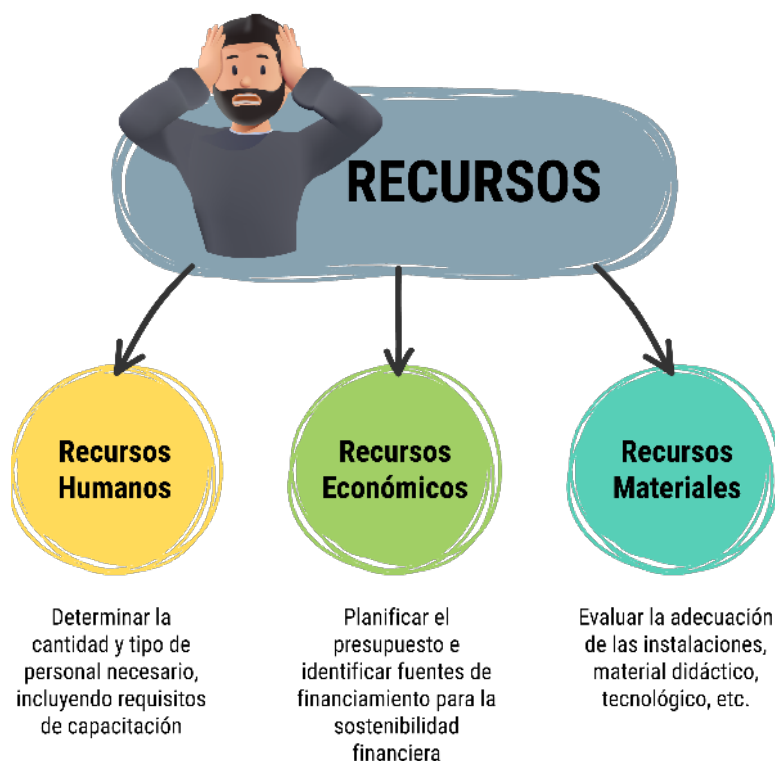 RECURSOS
Recursos
Humanos
Recursos
Económicos
Recursos
Materiales
Determinar la
cantidad y tipo de
personal necesario,
incluyendo requisitos
de capacitación
Planificar el
presupuesto e
identificar fuentes de
financiamiento para la
sostenibilidad
financiera
Evaluar la adecuación
de las instalaciones,
material didáctico,
tecnológico, etc.